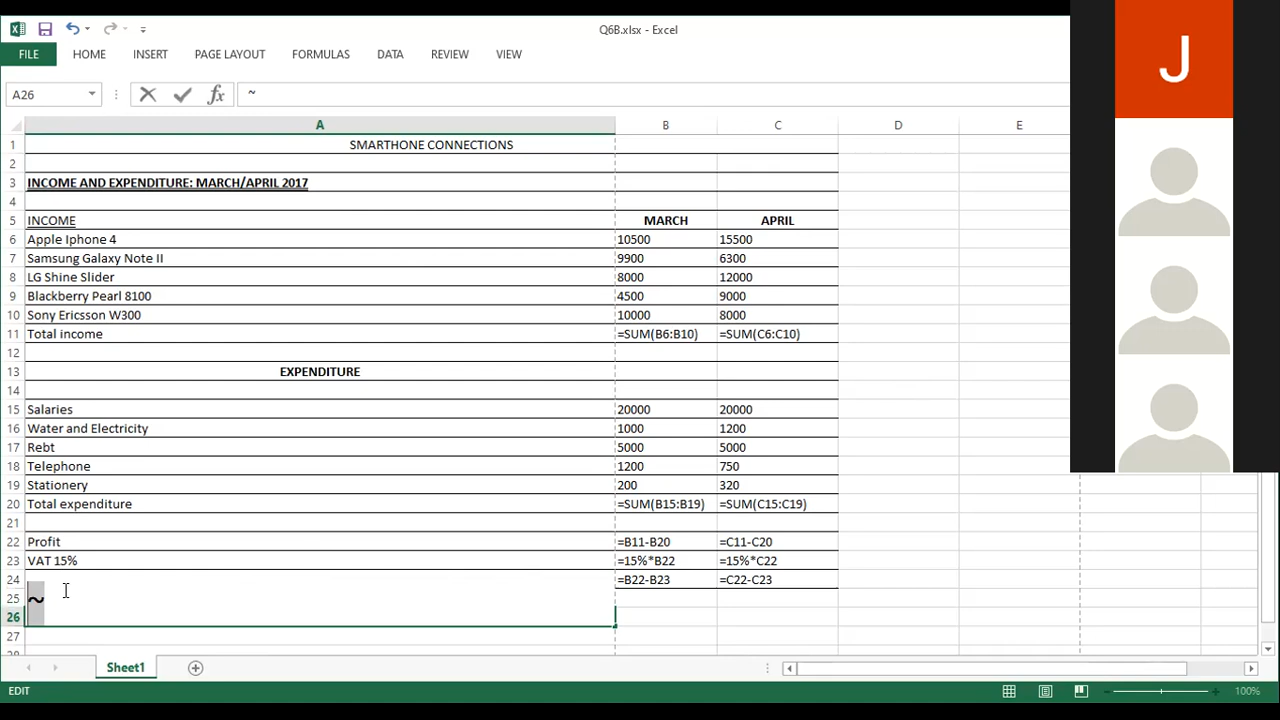 Q6B.xlsx - Excel
FILE HOME INSERT PAGE LAYOUT FORMULAS DATA REVIEW VIEW
A26 fx ~
A B C D E
1 SMARTHONE CONNECTIONS
2
3 INCOME AND EXPENDITURE: MARCH/APRIL 2017
4
5 INCOME MARCH APRIL
6 Apple Iphone 4 10500 15500
7 Samsung Galaxy Note II 9900 6300
8 LG Shine Slider 8000 12000
9 Blackberry Pearl 8100 4500 9000
10 Sony Ericsson W300 10000 8000
11 Total income =SUM(B6:B10) =SUM(C6:C10)
12
13 EXPENDITURE
14
15 Salaries 20000 20000
16 Water and Electricity 1000 1200
17 Rebt 5000 5000
18 Telephone 1200 750
19 Stationery 200 320
20 Total expenditure =SUM(B15:B19) =SUM(C15:C19)
21
22 Profit =B11-B20 =C11-C20
23 VAT 15% =15%*B22 =15%*C22
24 =B22-B23 =C22-C23
25 ~
26
27
28
Sheet1
EDIT 100%
J